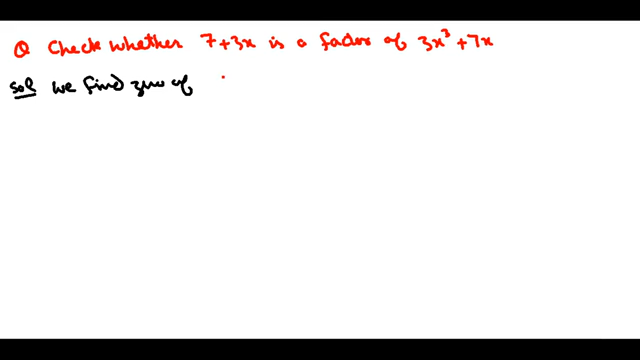 Q Check whether 7+3x is a factor of 3x³+7x
Sol We find zero of